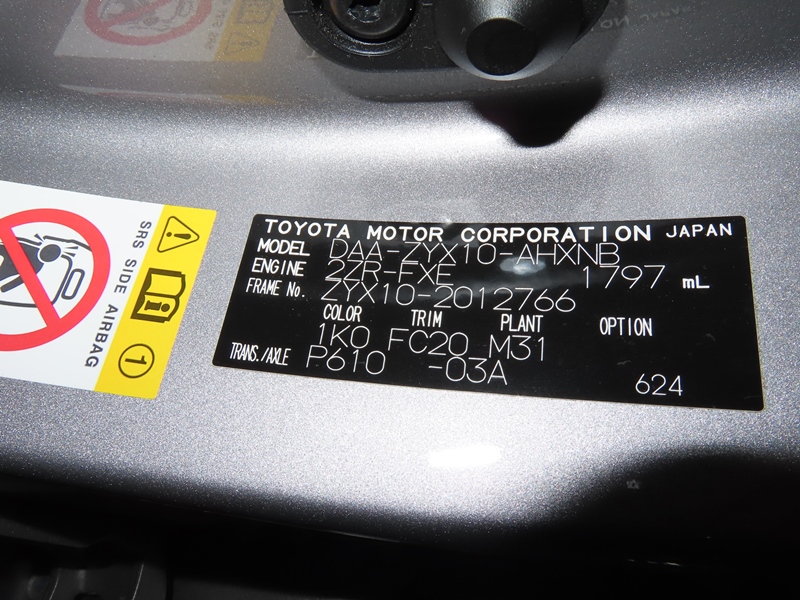 TOYOTA MOTOR CORPORATION JAPAN
MODEL DAA-ZYX10-AHXNB
ENGINE 2ZR-FXE 1797 mL
FRAME No. ZYX10-2012766
COLOR TRIM PLANT OPTION
1K0 FC20 M31
TRANS./AXLE P610 -03A
624
SRS SIDE AIRBAG
1